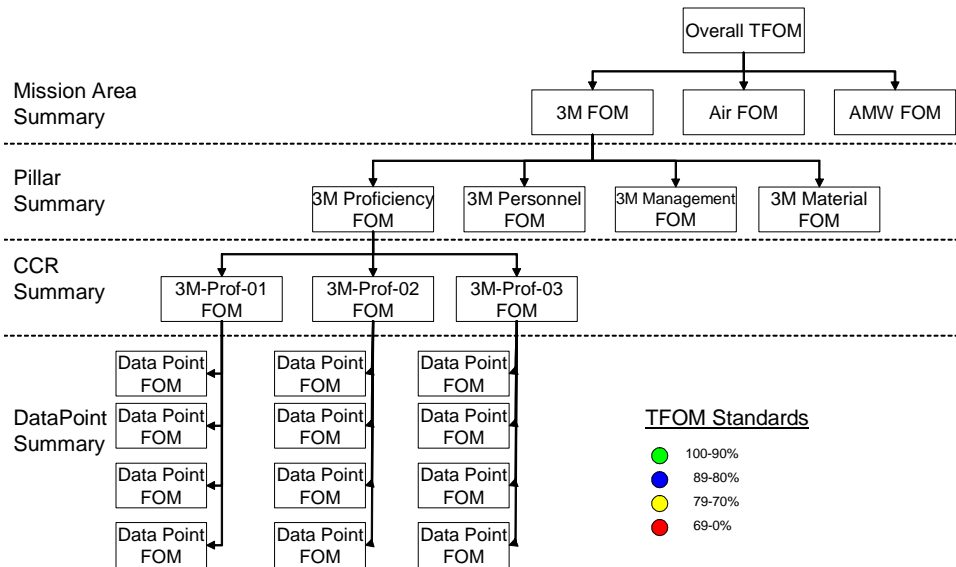 Overall TFOM
Mission Area
Summary
3M FOM
Air FOM
AMW FOM
Pillar
Summary
3M Proficiency
FOM
3M Personnel
FOM
3M Management
FOM
3M Material
FOM
CCR
Summary
3M-Prof-01
FOM
3M-Prof-02
FOM
3M-Prof-03
FOM
DataPoint
Summary
Data Point
FOM
Data Point
FOM
Data Point
FOM
Data Point
FOM
Data Point
FOM
Data Point
FOM
Data Point
FOM
Data Point
FOM
Data Point
FOM
Data Point
FOM
Data Point
FOM
Data Point
FOM
TFOM Standards
100-90%
89-80%
79-70%
69-0%